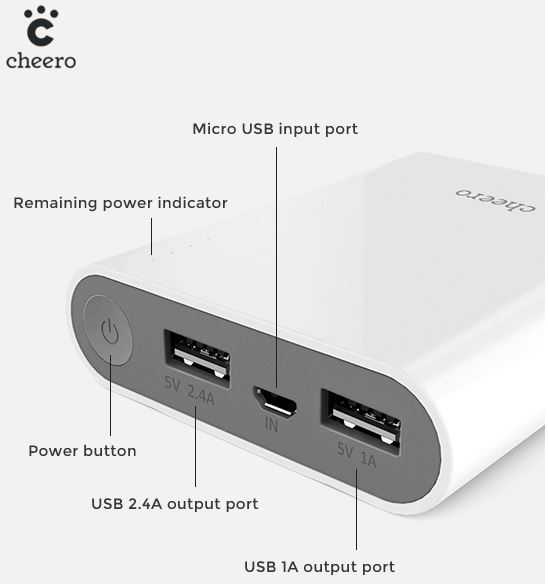 cheero
Micro USB input port
Remaining power indicator
cheero
5V 2.4A
IN
5V 1A
Power button
USB 2.4A output port
USB 1A output port